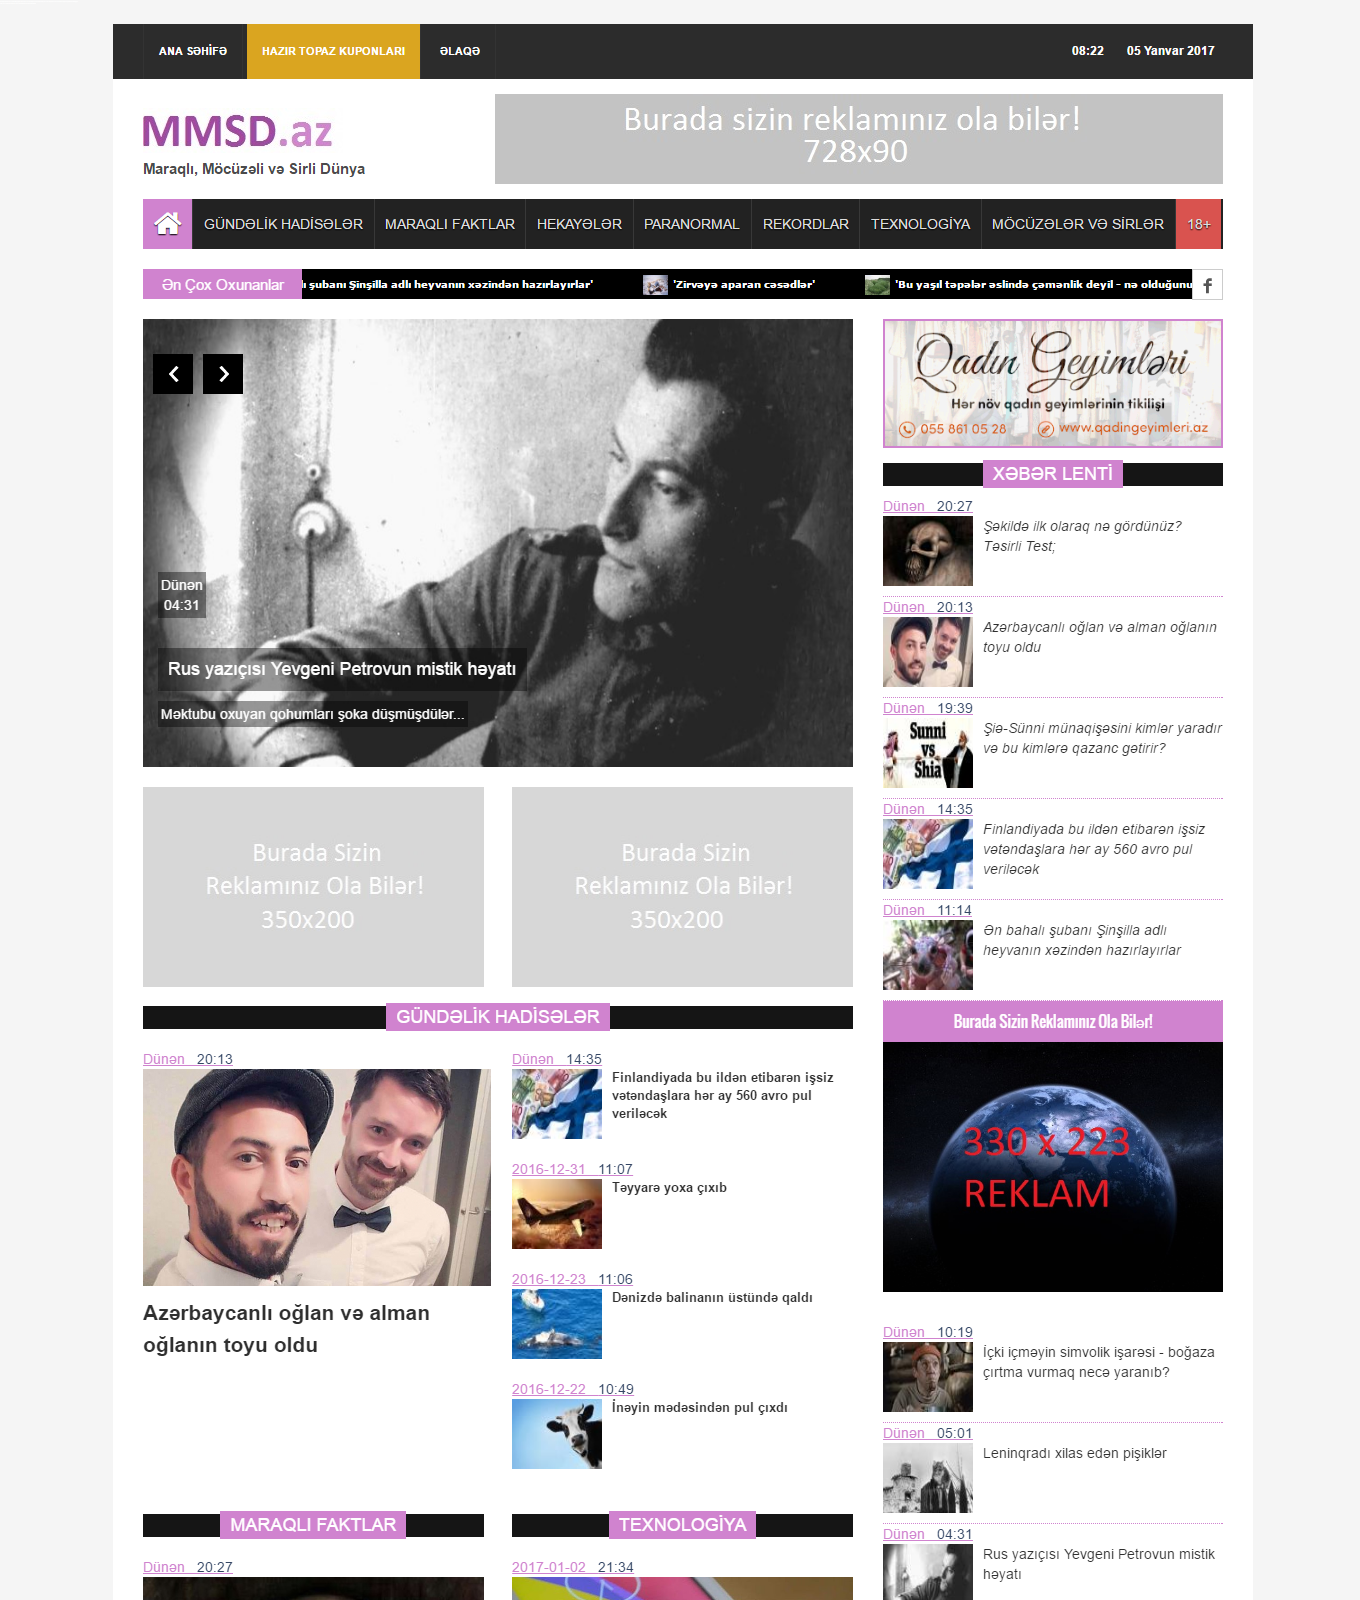 ANA SƏHİFƏ
HAZIR TOPAZ KUPONLARI
ƏLAQƏ
08:22
05 Yanvar 2017
MMSD.az
Maraqlı, Möcüzəli və Sirli Dünya
Burada sizin reklamınız ola bilər!
728x90
GÜNDƏLİK HADİSƏLƏR
MARAQLI FAKTLAR
HEKAYƏLƏR
PARANORMAL
REKORDLAR
TEXNOLOGİYA
MÖCÜZƏLƏR VƏ SİRLƏR
18+
Ən Çox Oxunanlar
şubanı Şinşilla adlı heyvanın xəzindən hazırlayırlar'
'Zirvəyə aparan cəsədlər'
'Bu yaşıl təpələr əslində çəmənlik deyil - nə olduğunu
Dünən
04:31
Rus yazıçısı Yevgeni Petrovun mistik həyatı
Məktubu oxuyan qohumları şoka düşmüşdülər...
Qadın Geyimləri
Hər növ qadın geyimlərinin tikilişi
055 861 05 28
www.qadingeyimleri.az
XƏBƏR LENTİ
Dünən 20:27
Şəkildə ilk olaraq nə gördünüz?
Təsirli Test;
Dünən 20:13
Azərbaycanlı oğlan və alman oğlanın
toyu oldu
Dünən 19:39
Sunni
vs
Shia
Şiə-Sünni münaqişəsini kimlər yaradır
və bu kimlərə qazanc gətirir?
Dünən 14:35
Finlandiyada bu ildən etibarən işsiz
vətəndaşlara hər ay 560 avro pul
veriləcək
Dünən 11:14
Ən bahalı şubanı Şinşilla adlı
heyvanın xəzindən hazırlayırlar
Burada Sizin Reklamınız Ola Bilər!
330 x 223
REKLAM
Dünən 10:19
İçki içməyin simvolik işarəsi - boğaza
çırtma vurmaq necə yaranıb?
Dünən 05:01
Leninqradı xilas edən pişiklər
Dünən 04:31
Rus yazıçısı Yevgeni Petrovun mistik
həyatı
Burada Sizin
Reklamınız Ola Bilər!
350x200
Burada Sizin
Reklamınız Ola Bilər!
350x200
GÜNDƏLİK HADİSƏLƏR
Dünən 20:13
Azərbaycanlı oğlan və alman
oğlanın toyu oldu
Dünən 14:35
Finlandiyada bu ildən etibarən işsiz
vətəndaşlara hər ay 560 avro pul
veriləcək
2016-12-31 11:07
Təyyarə yoxa çıxıb
2016-12-23 11:06
Dənizdə balinanın üstündə qaldı
2016-12-22 10:49
İnəyin mədəsindən pul çıxdı
MARAQLI FAKTLAR
Dünən 20:27
TEXNOLOGİYA
2017-01-02 21:34